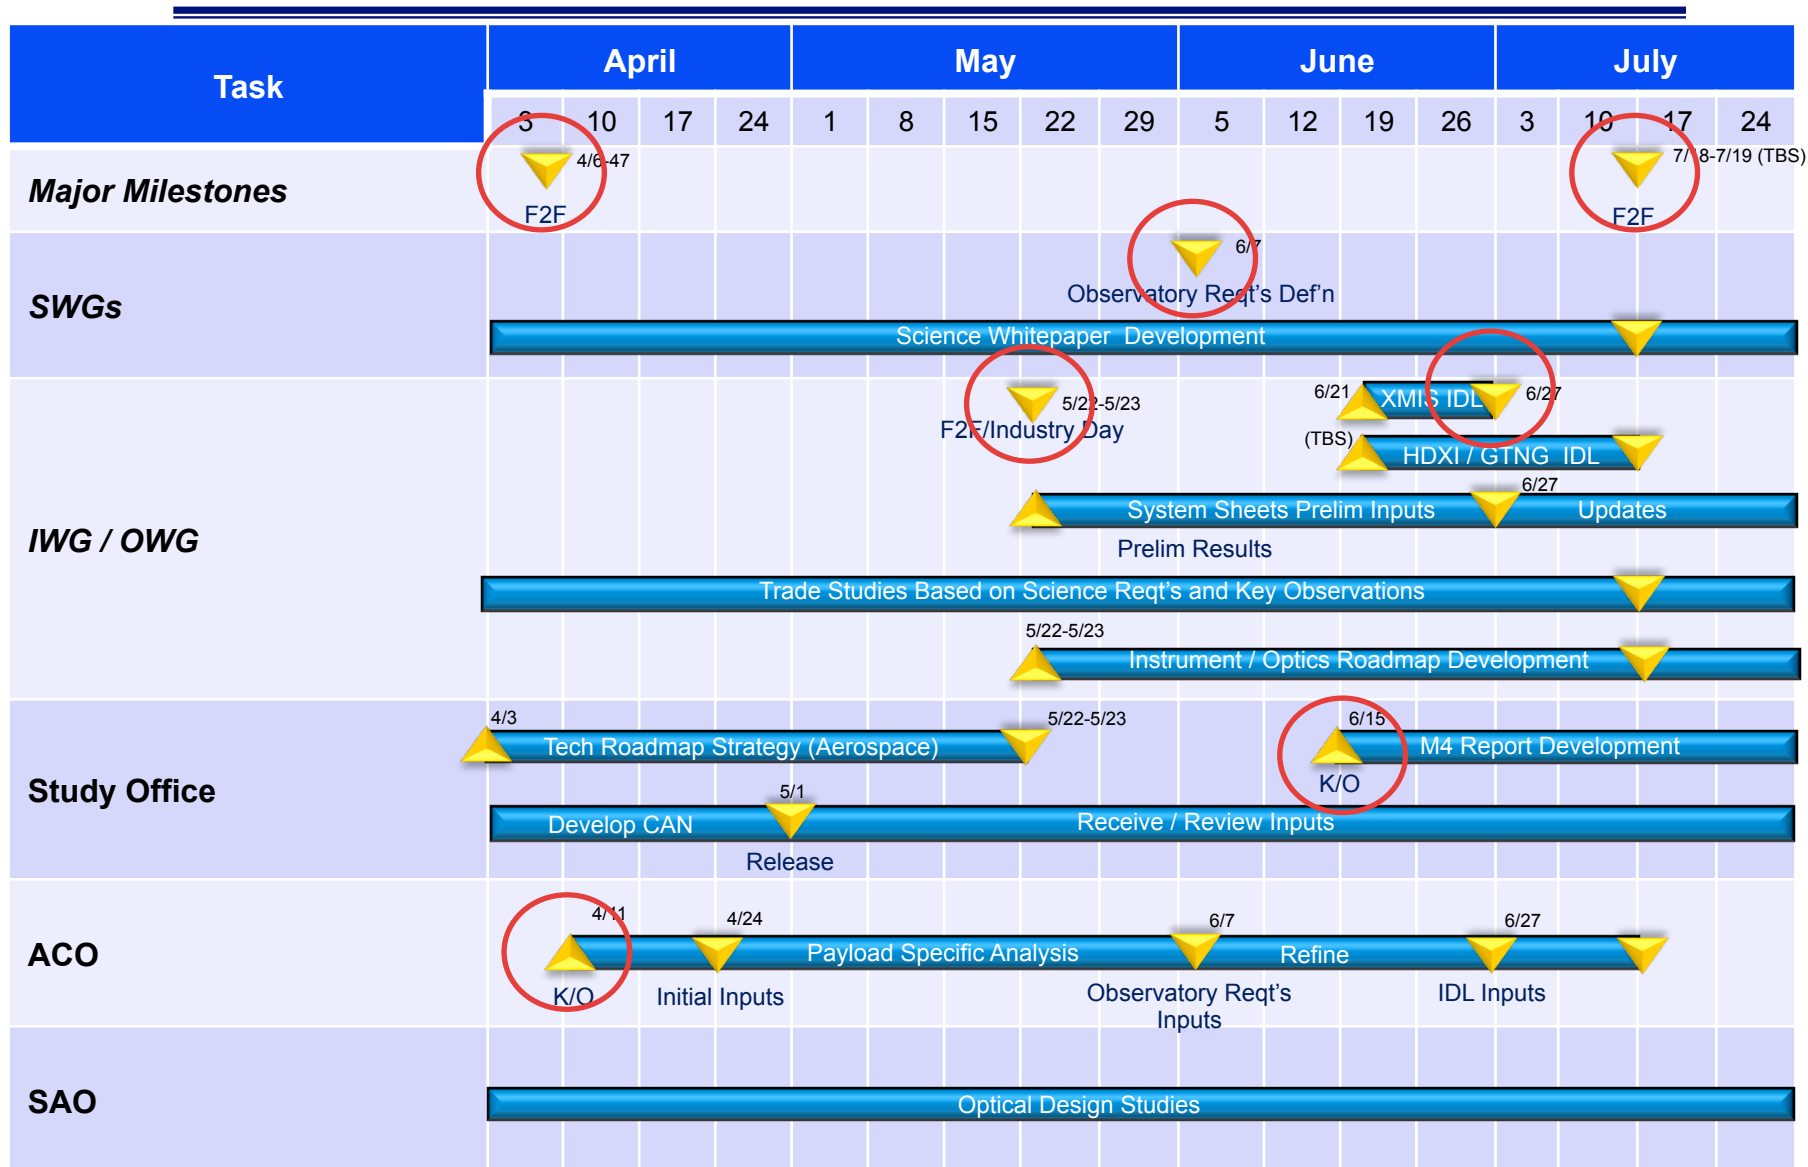 Task
April May June July
3 10 17 24 1 8 15 22 29 5 12 19 26 3 10 17 24
Major Milestones
4/6-47
F2F
7/18-7/19 (TBS)
F2F
SWGs
6/7
Observatory Reqt's Def'n
Science Whitepaper Development
IWG / OWG
5/22-5/23
F2F/Industry Day
6/21
XMIS IDL
6/27
(TBS)
HDXI / GTNG IDL
6/27
System Sheets Prelim Inputs
Updates
Prelim Results
Trade Studies Based on Science Reqt's and Key Observations
5/22-5/23
Instrument / Optics Roadmap Development
Study Office
4/3
Tech Roadmap Strategy (Aerospace)
5/22-5/23
6/15
M4 Report Development
K/O
5/1
Develop CAN
Receive / Review Inputs
Release
ACO
4/11
4/24
6/7
6/27
Payload Specific Analysis
Refine
K/O
Initial Inputs
Observatory Reqt's
Inputs
IDL Inputs
SAO
Optical Design Studies